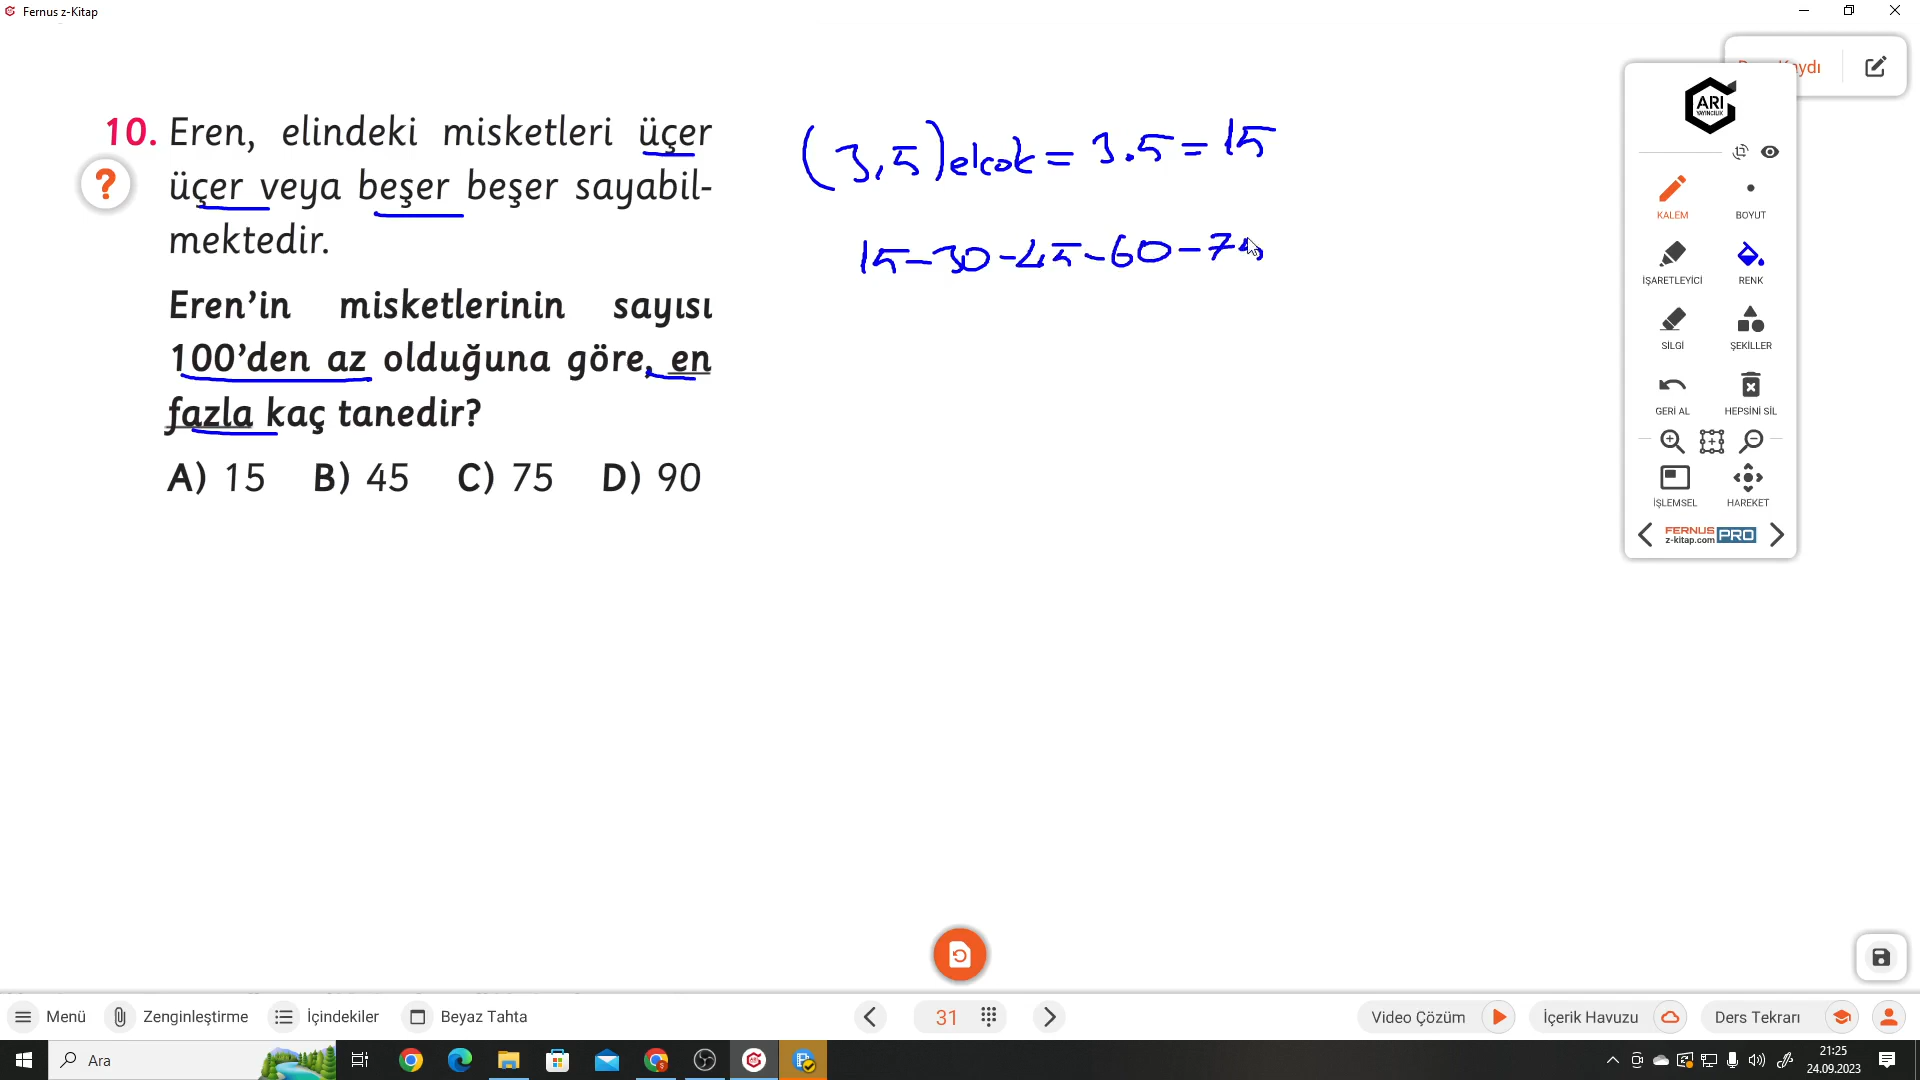 Fernus z-Kitap
Ders Kaydı
10. Eren, elindeki misketleri üçer
üçer veya beşer beşer sayabil-
mektedir.
Eren'in misketlerinin sayısı
100'den az olduğuna göre, en
fazla kaç tanedir?
A) 15 B) 45 C) 75 D) 90
(3,5)elcok = 3.5 = 15
15-30-45-60-75
ARI
YAYINCILIK
KALEM BOYUT
İŞARETLEYİCİ RENK
SİLGİ ŞEKİLLER
GERİ AL HEPSİNİ SİL
İŞLEMSEL HAREKET
FERNUS
z-kitap.com PRO
Menü Zenginleştirme İçindekiler Beyaz Tahta 31 Video Çözüm İçerik Havuzu Ders Tekrarı
Ara
21:25
24.09.2023